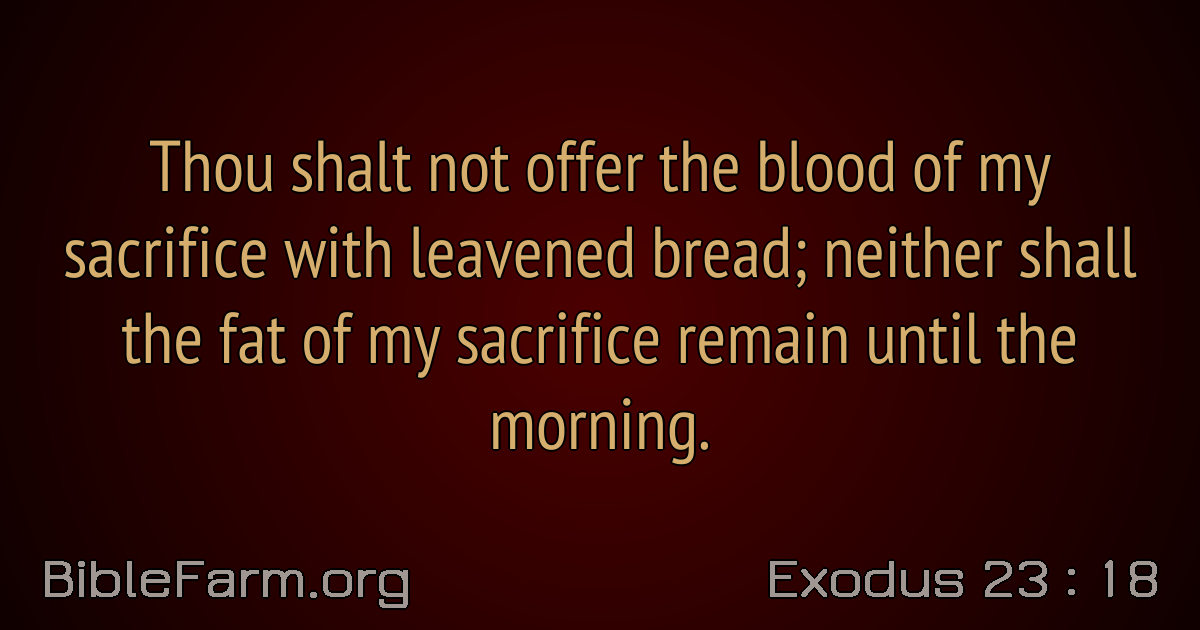 Thou shalt not offer the blood of my
sacrifice with leavened bread; neither shall
the fat of my sacrifice remain until the
morning.
BibleFarm.org
Exodus 23 : 18